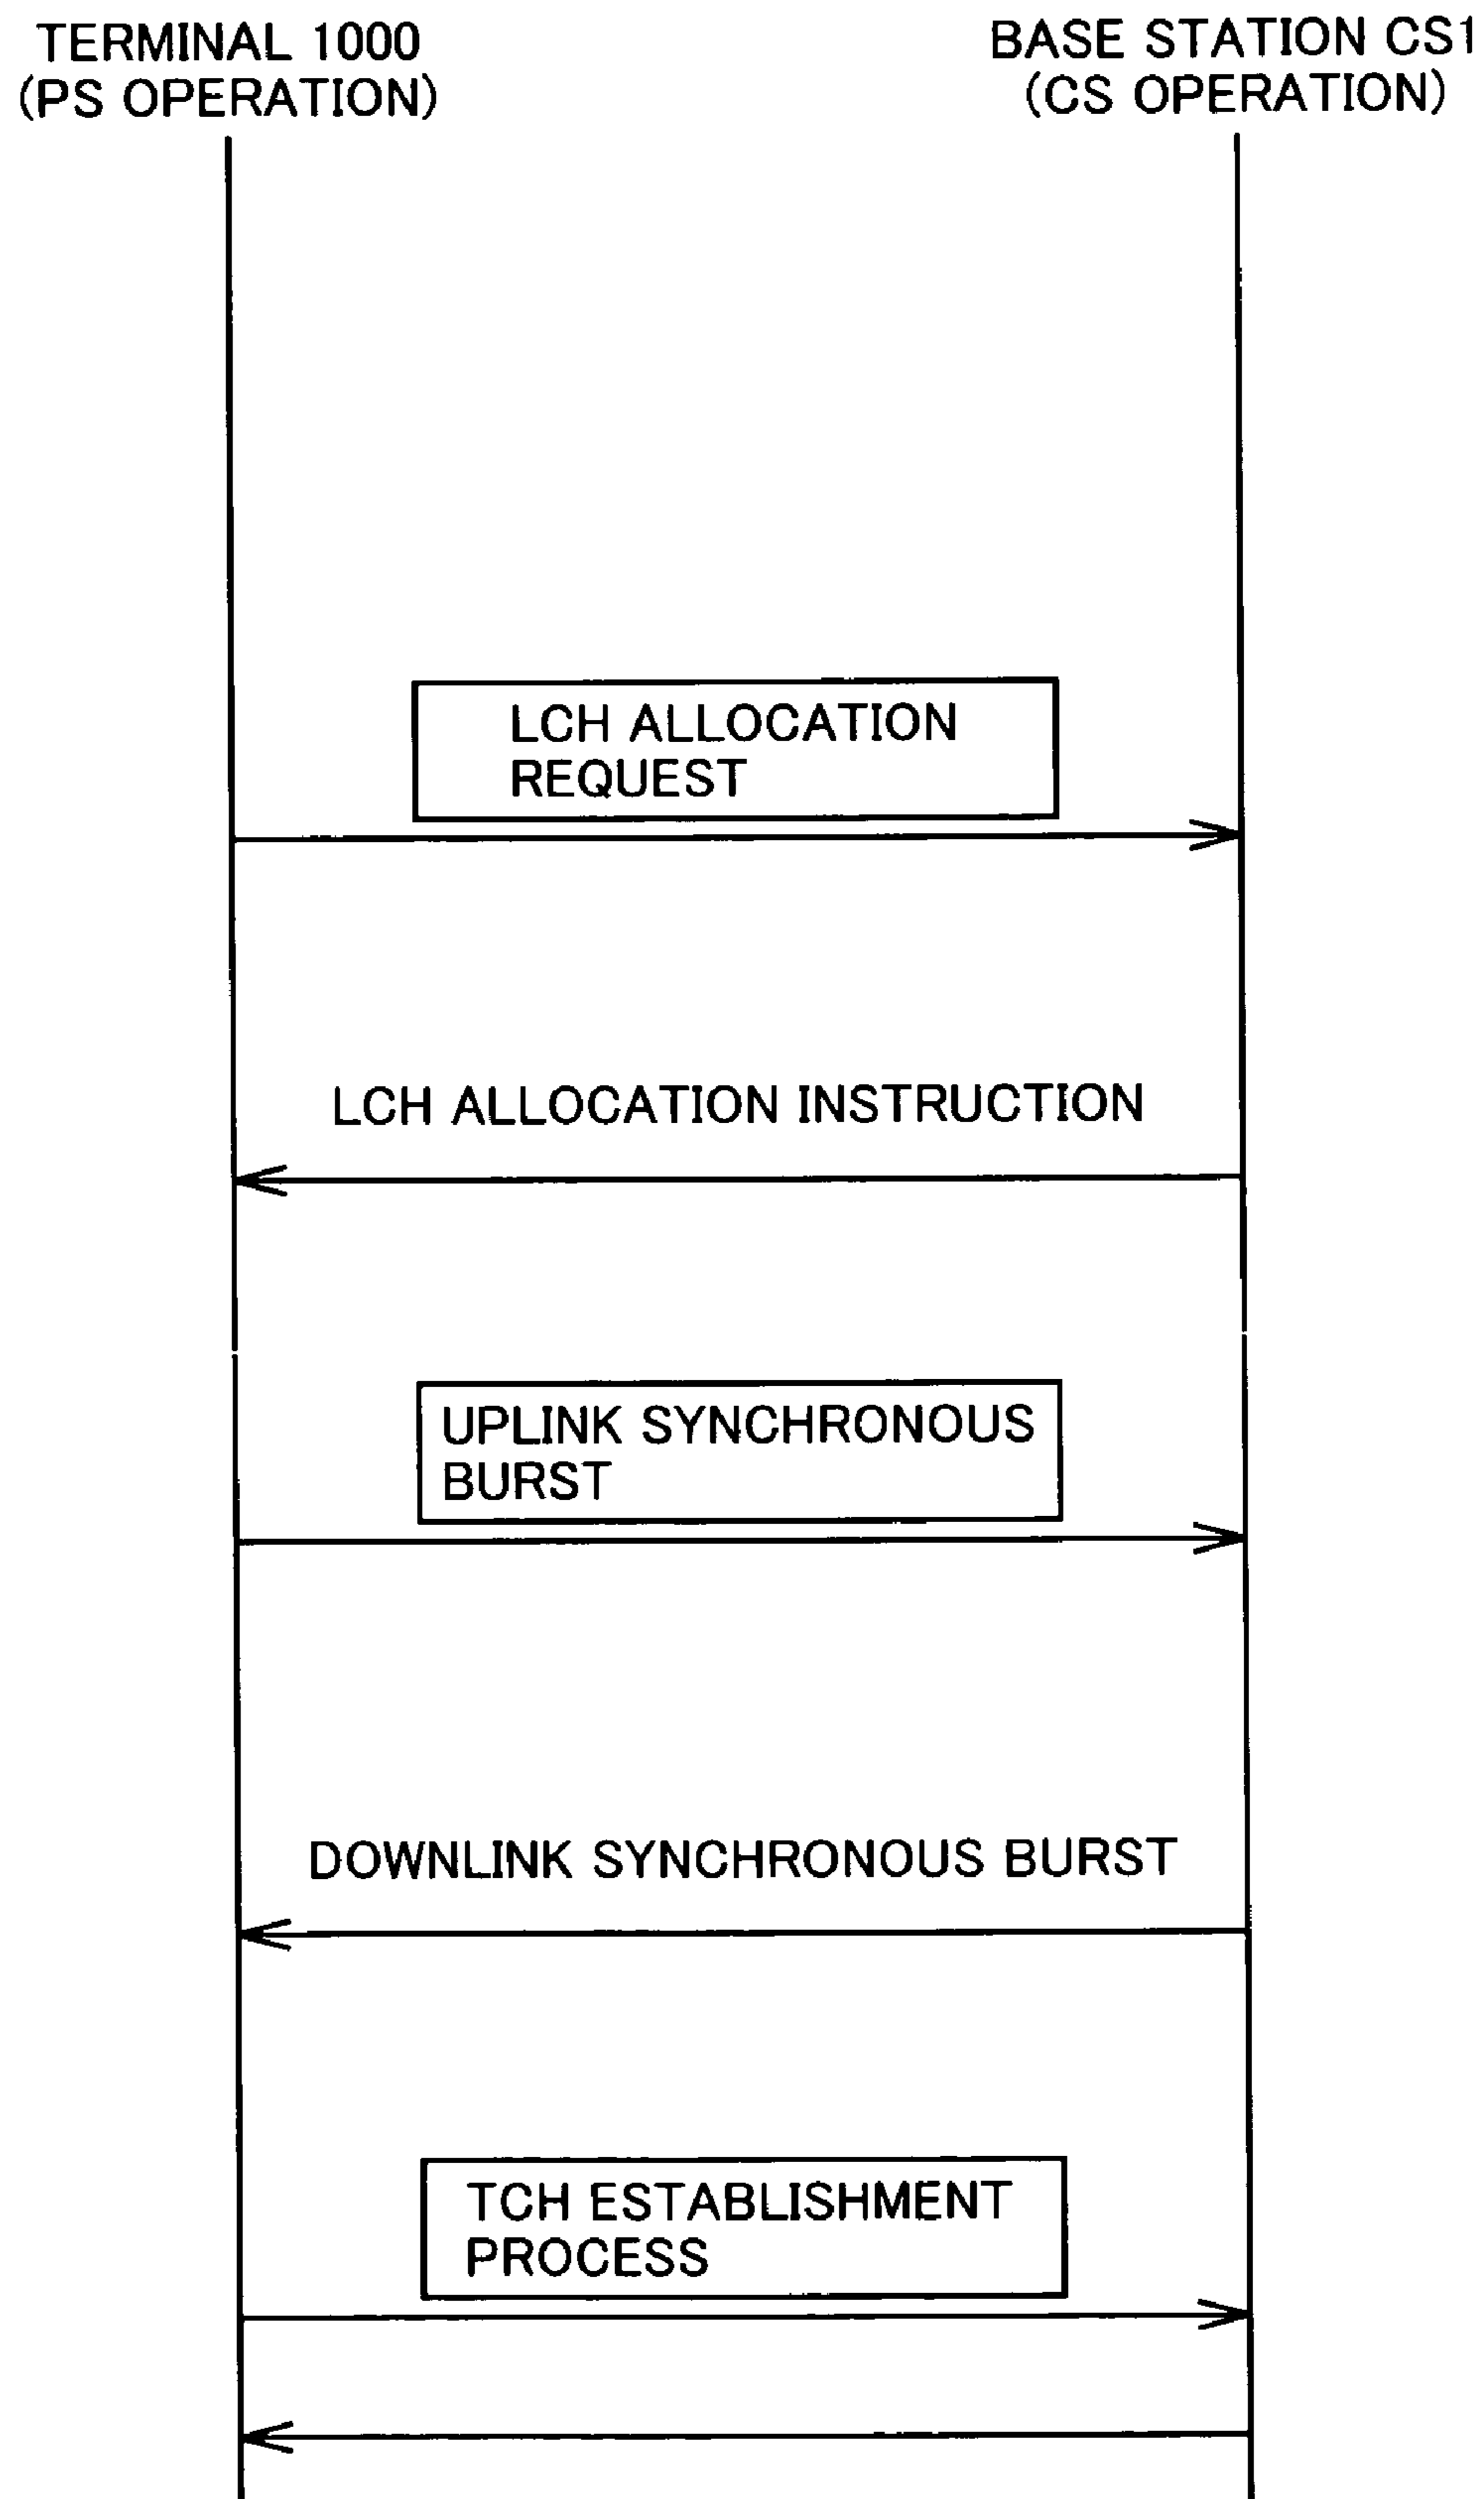 TERMINAL 1000
(PS OPERATION)
BASE STATION CS1
(CS OPERATION)
LCH ALLOCATION
REQUEST
LCH ALLOCATION INSTRUCTION
UPLINK SYNCHRONOUS
BURST
DOWNLINK SYNCHRONOUS BURST
TCH ESTABLISHMENT
PROCESS